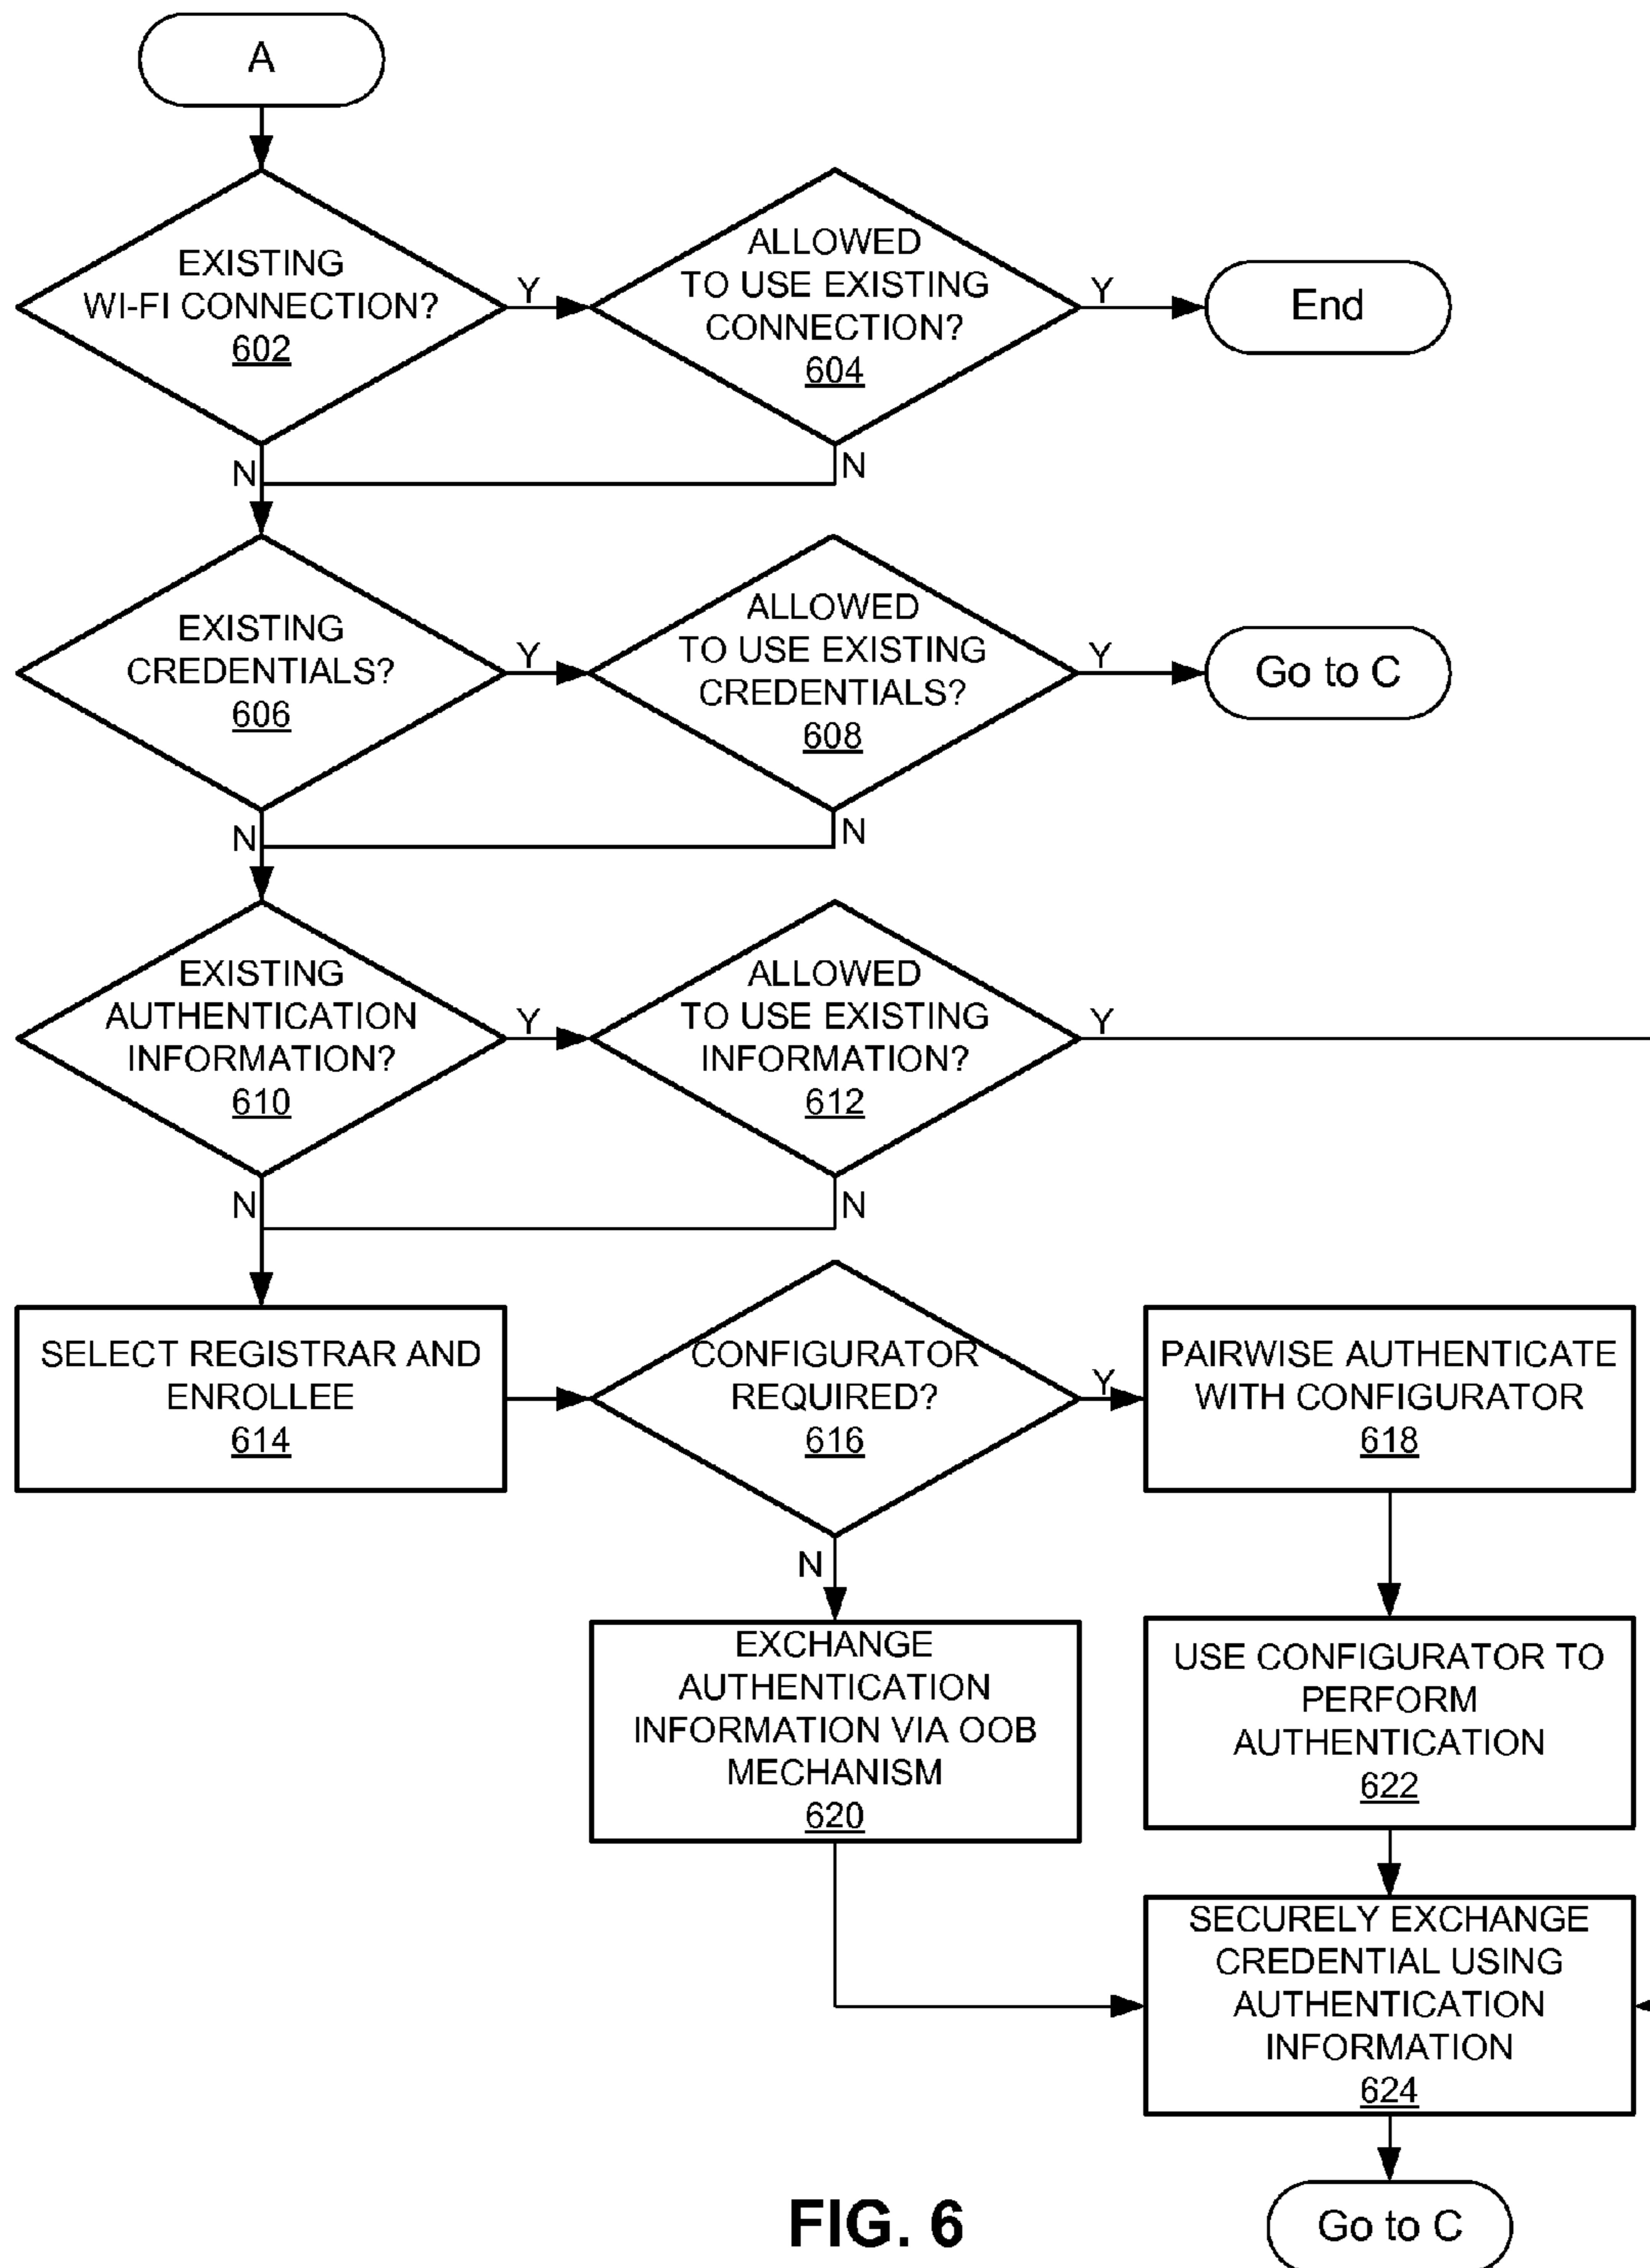 A
EXISTING
WI-FI CONNECTION?
602
Y
ALLOWED
TO USE EXISTING
CONNECTION?
604
Y
End
N
N
EXISTING
CREDENTIALS?
606
Y
ALLOWED
TO USE EXISTING
CREDENTIALS?
608
Y
Go to C
N
N
EXISTING
AUTHENTICATION
INFORMATION?
610
Y
ALLOWED
TO USE EXISTING
INFORMATION?
612
Y
N
N
SELECT REGISTRAR AND
ENROLLEE
614
CONFIGURATOR
REQUIRED?
616
Y
PAIRWISE AUTHENTICATE
WITH CONFIGURATOR
618
N
EXCHANGE
AUTHENTICATION
INFORMATION VIA OOB
MECHANISM
620
USE CONFIGURATOR TO
PERFORM
AUTHENTICATION
622
SECURELY EXCHANGE
CREDENTIAL USING
AUTHENTICATION
INFORMATION
624
Go to C
FIG. 6